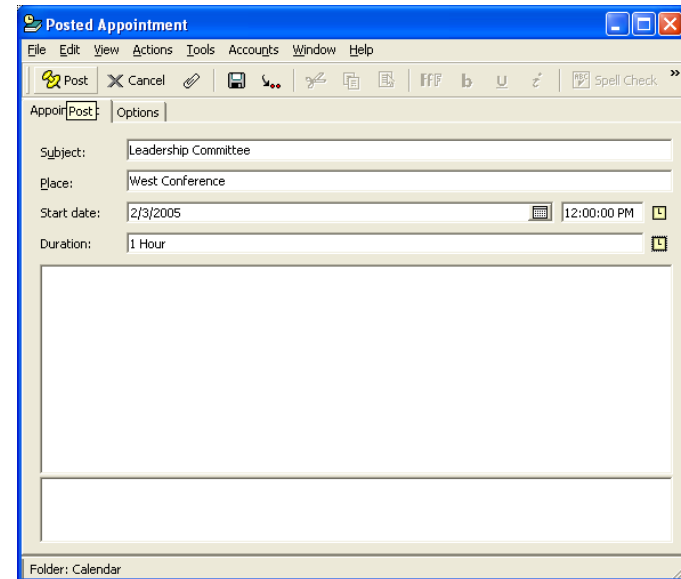 Posted Appointment
File Edit View Actions Tools Accounts Window Help
Post Cancel Spell Check »
Post
Options
Subject: Leadership Committee
Place: West Conference
Start date: 2/3/2005 12:00:00 PM
Duration: 1 Hour
Folder: Calendar